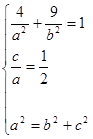 4/a² + 9/b² = 1
c/a = 1/2
a² = b² + c²